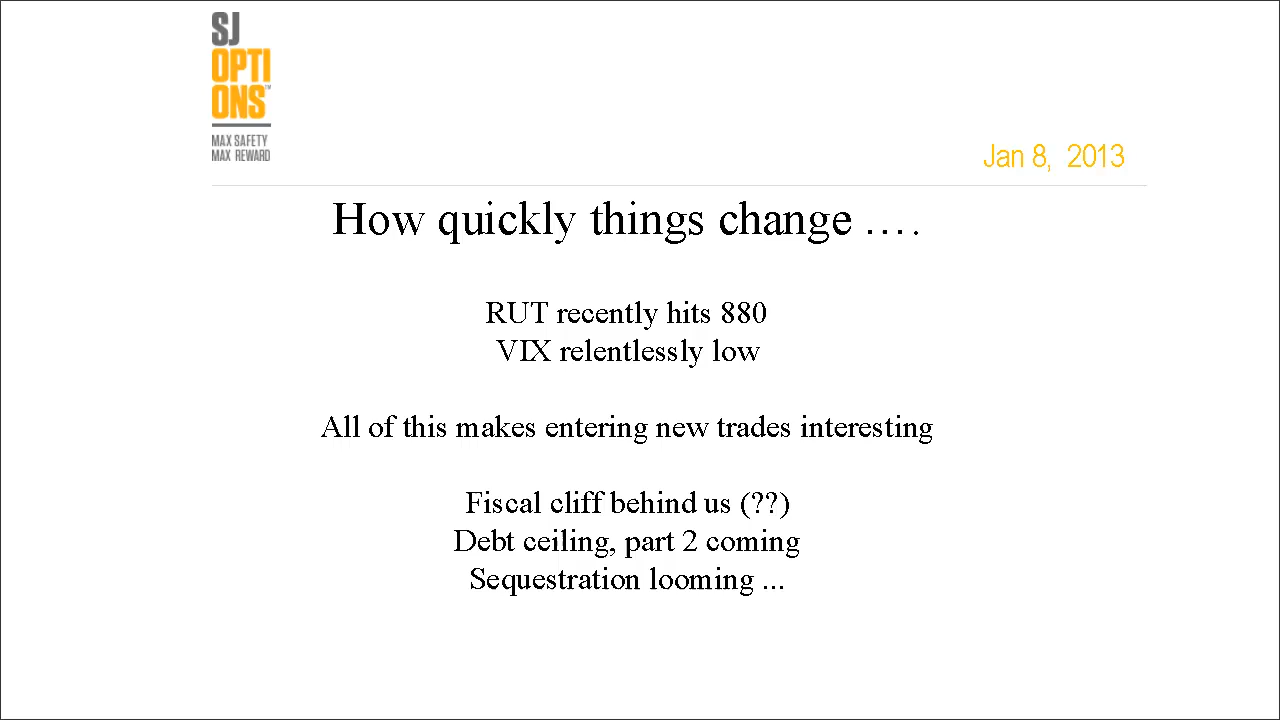 SJ
OPTI
ONS™
MAX SAFETY
MAX REWARD
Jan 8, 2013
How quickly things change ….
RUT recently hits 880
VIX relentlessly low
All of this makes entering new trades interesting
Fiscal cliff behind us (??)
Debt ceiling, part 2 coming
Sequestration looming ...